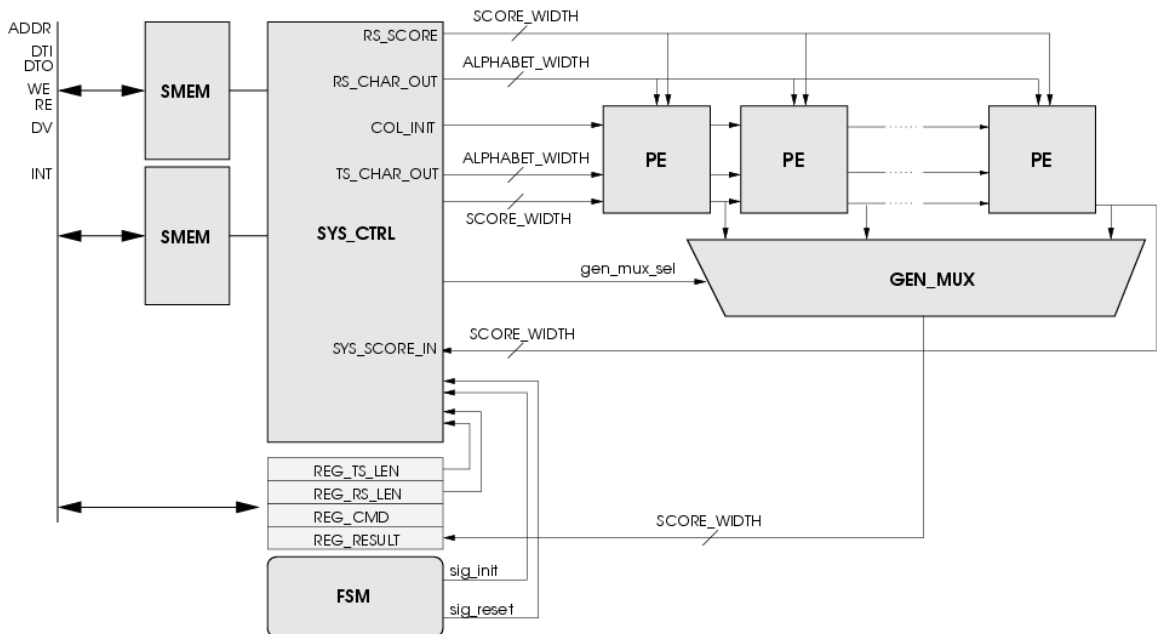 ADDR
DTI
DTO
WE
RE
DV
INT
SMEM
SMEM
SYS_CTRL
RS_SCORE
RS_CHAR_OUT
COL_INIT
TS_CHAR_OUT
SYS_SCORE_IN
SCORE_WIDTH
ALPHABET_WIDTH
ALPHABET_WIDTH
SCORE_WIDTH
PE
PE
PE
gen_mux_sel
GEN_MUX
SCORE_WIDTH
REG_TS_LEN
REG_RS_LEN
REG_CMD
REG_RESULT
SCORE_WIDTH
FSM
sig_init
sig_reset